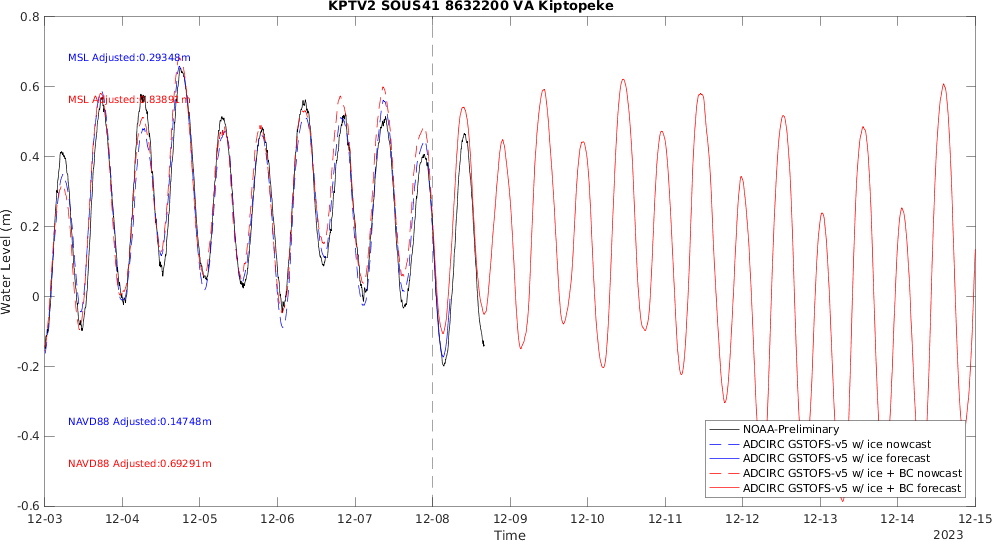 KPTV2 SOUS41 8632200 VA Kiptopeke
Water Level (m)
0.8
0.6
0.4
0.2
0
-0.2
-0.4
-0.6
MSL Adjusted:0.29348m
MSL Adjusted:0.83891m
NAVD88 Adjusted:0.14748m
NAVD88 Adjusted:0.69291m
NOAA-Preliminary
ADCIRC GSTOFS-v5 w/ ice nowcast
ADCIRC GSTOFS-v5 w/ ice forecast
ADCIRC GSTOFS-v5 w/ ice + BC nowcast
ADCIRC GSTOFS-v5 w/ ice + BC forecast
12-03 12-04 12-05 12-06 12-07 12-08 12-09 12-10 12-11 12-12 12-13 12-14 12-15
Time
2023